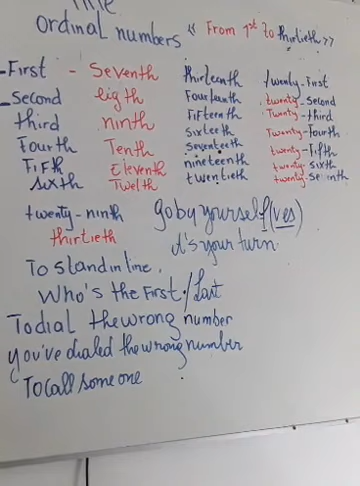 Title
Ordinal numbers « From 1st to thirtieth »
- First - Seventh thirteenth twenty-First
- Second eigth Fourteenth twenty-Second
third ninth FiFteenth Twenty-third
Fourth Tenth sixteeth Twenty-Fourth
FiFth Eleventh seventeeth twenty-FiFth
sixth Twelth nineteenth twenty-sixth
twentieth twenty-seventh
twenty-ninth go by yourself (ves)
thirtieth it's your turn.
To stand in line.
Who's the First./Last
To dial the wrong number
you've dialed the wrong number
To call some one